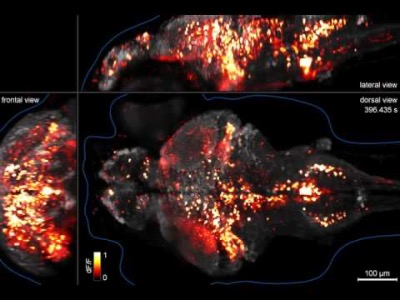 lateral view
frontal view
dorsal view
396.435 s
dF/F
1
0
100 µm